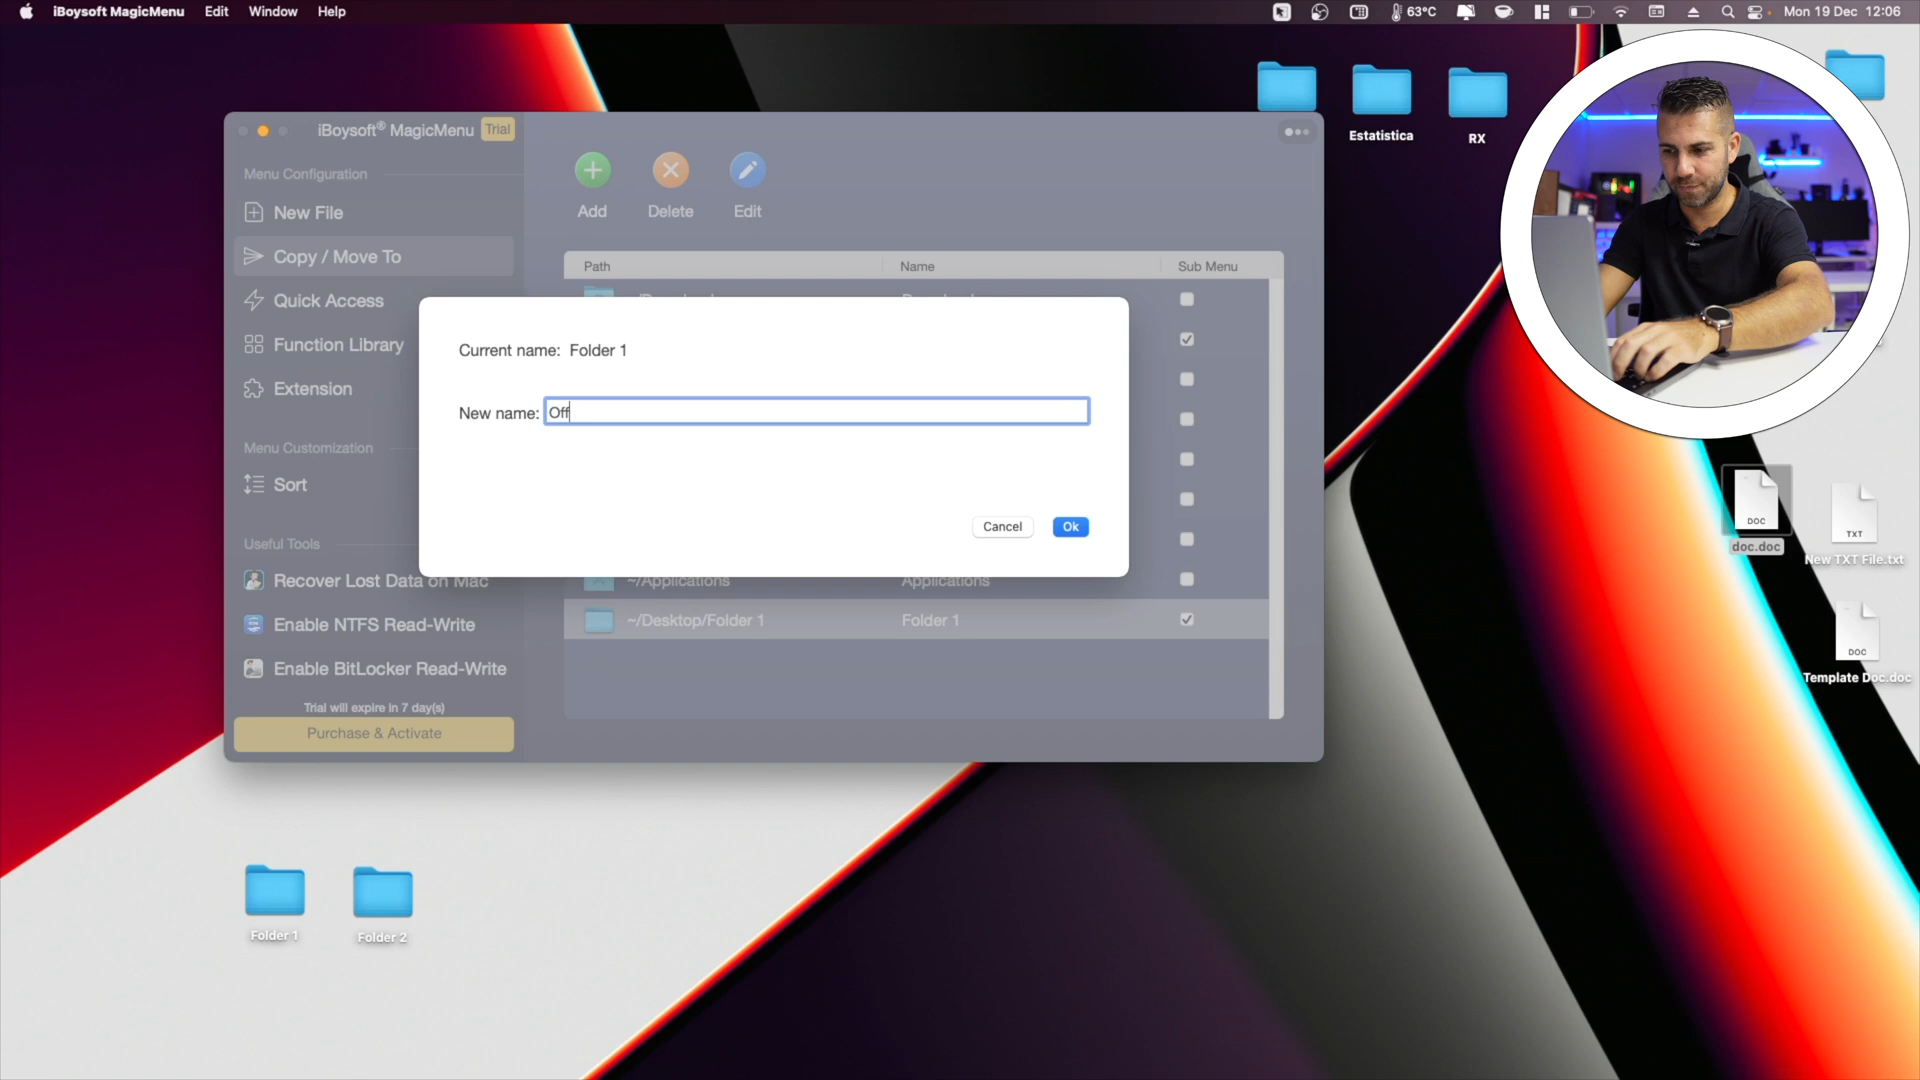 iBoysoft MagicMenu Edit Window Help
63°C Mon 19 Dec 12:06
Estatistica
RX
iBoysoft® MagicMenu Trial
Menu Configuration
New File
Copy / Move To
Quick Access
Function Library
Extension
Menu Customization
Sort
Useful Tools
Recover Lost Data on Mac
Enable NTFS Read-Write
Enable BitLocker Read-Write
Trial will expire in 7 day(s)
Purchase & Activate
Add Delete Edit
Path Name Sub Menu
Current name: Folder 1
New name: Off
Cancel Ok
~/Applications Applications
~/Desktop/Folder 1 Folder 1
DOC
doc.doc
TXT
New TXT File.txt
DOC
Template Doc.doc
Folder 1
Folder 2